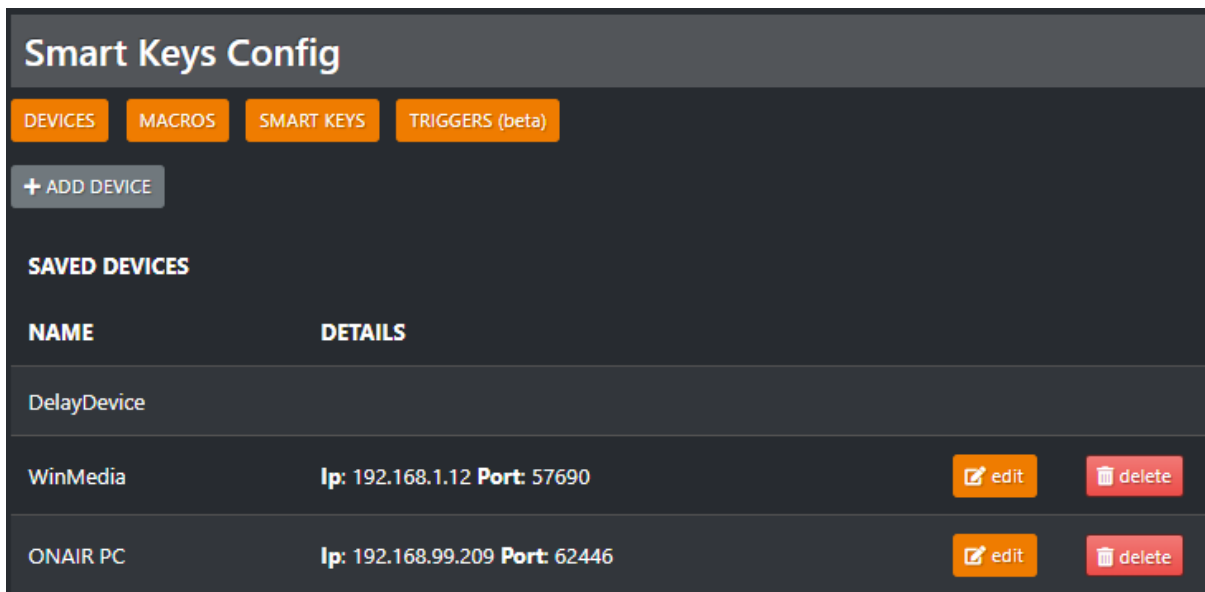 Smart Keys Config
DEVICES MACROS SMART KEYS TRIGGERS (beta)
+ ADD DEVICE
SAVED DEVICES
NAME DETAILS
DelayDevice
WinMedia Ip: 192.168.1.12 Port: 57690 edit delete
ONAIR PC Ip: 192.168.99.209 Port: 62446 edit delete